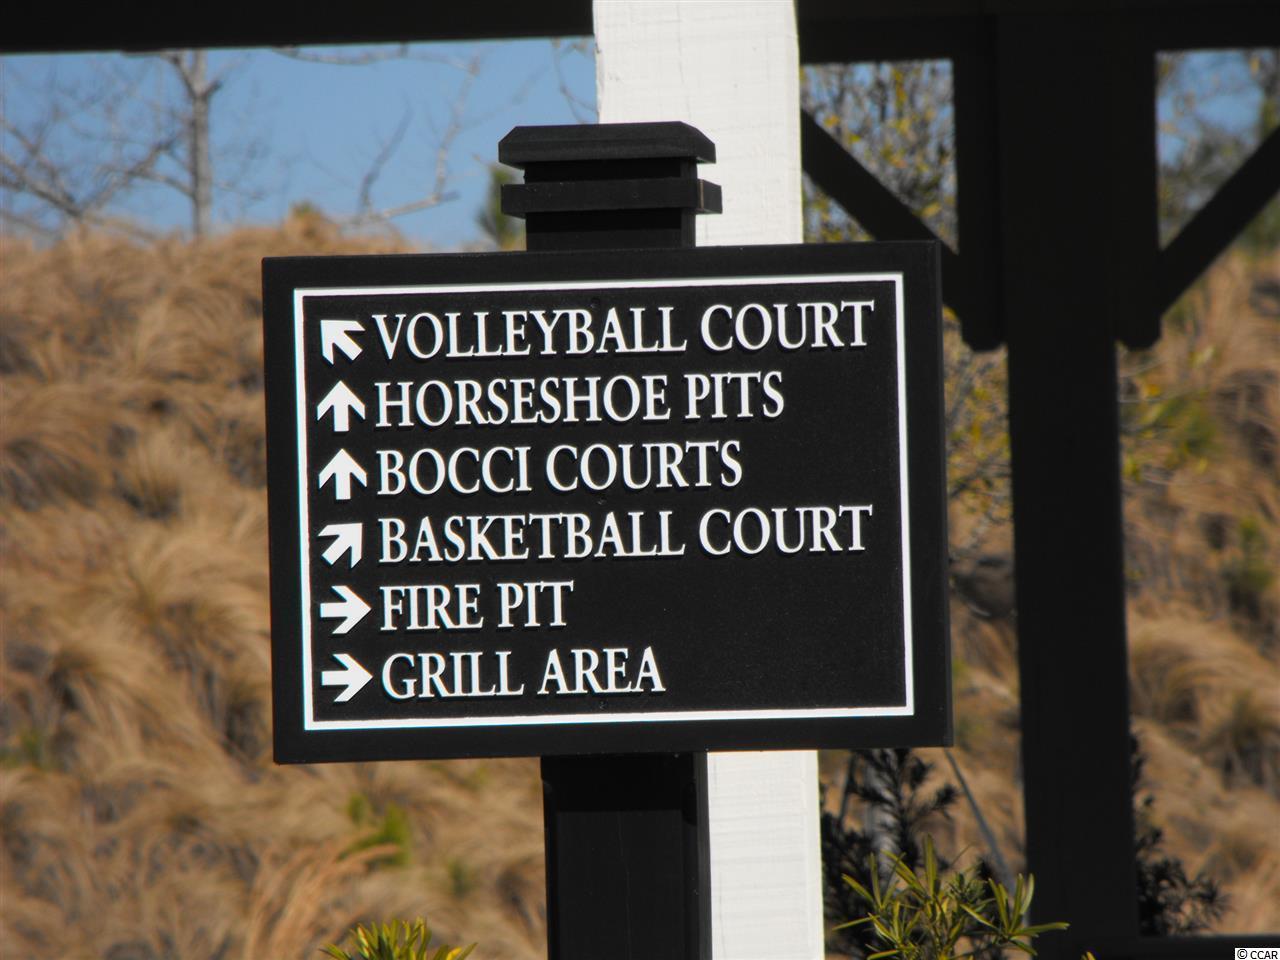 VOLLEYBALL COURT
HORSESHOE PITS
BOCCI COURTS
BASKETBALL COURT
FIRE PIT
GRILL AREA
© CCAR